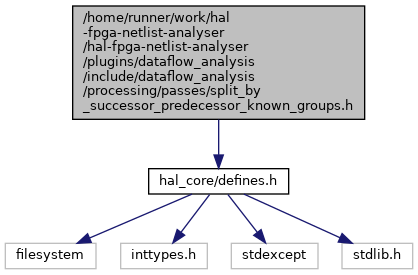 /home/runner/work/hal
-fpga-netlist-analyser
/hal-fpga-netlist-analyser
/plugins/dataflow_analysis
/include/dataflow_analysis
/processing/passes/split_by
_successor_predecessor_known_groups.h
hal_core/defines.h
filesystem
inttypes.h
stdexcept
stdlib.h